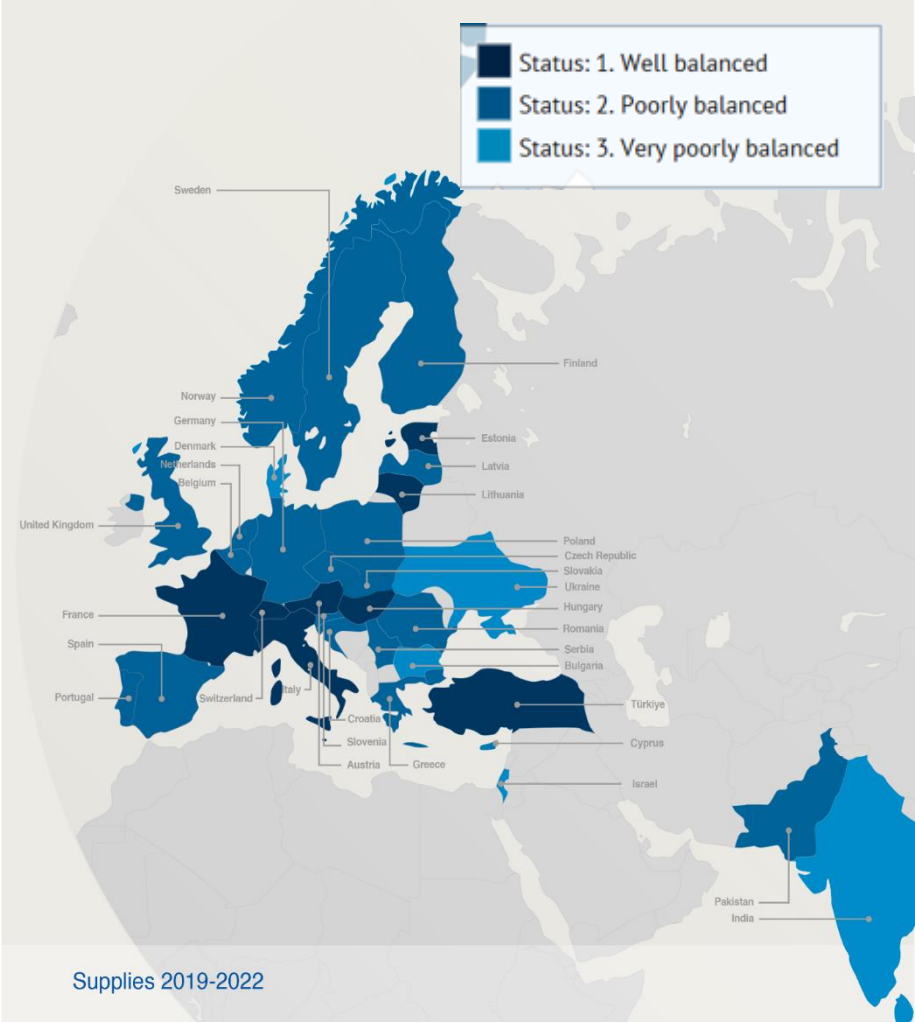 Status: 1. Well balanced
Status: 2. Poorly balanced
Status: 3. Very poorly balanced
Sweden
Finland
Norway
Germany
Estonia
Denmark
Netherlands
Latvia
Belgium
Lithuania
United Kingdom
Poland
Czech Republic
Slovakia
Ukraine
France
Hungary
Romania
Spain
Serbia
Bulgaria
Portugal
Switzerland
Italy
Türkiye
Croatia
Slovenia
Cyprus
Austria
Greece
Israel
Pakistan
India
Supplies 2019-2022